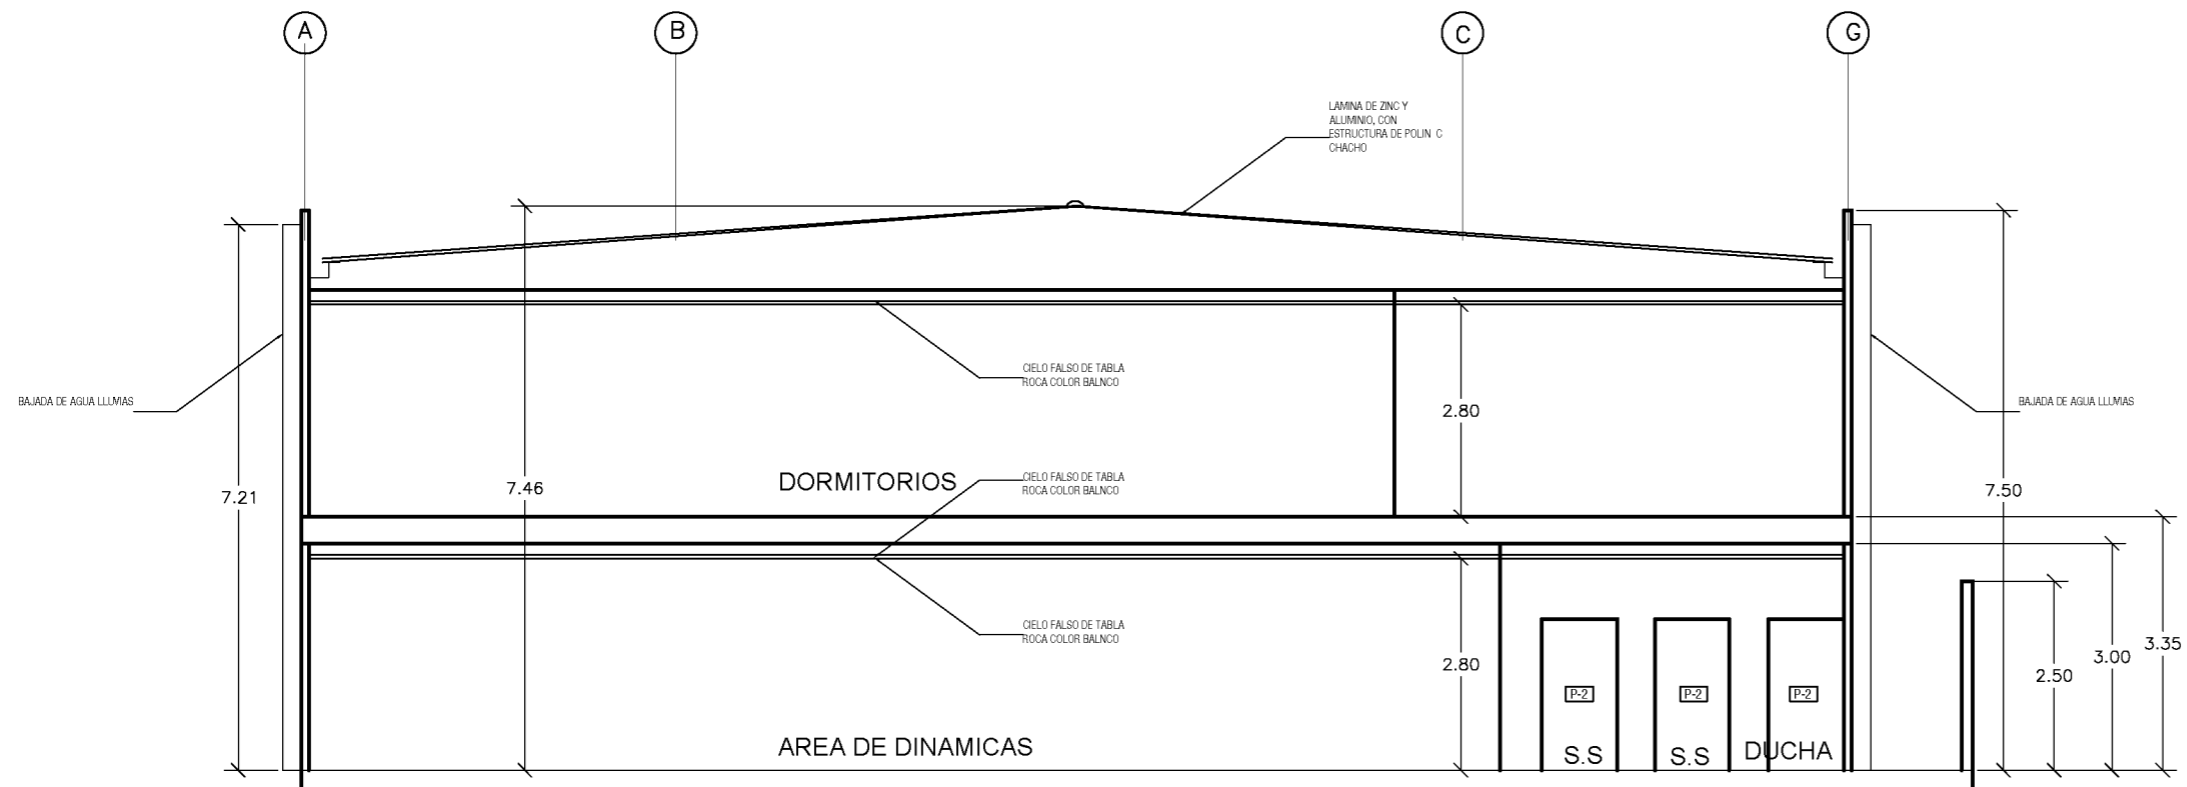 A
B
C
G
LAMINA DE ZINC Y
ALUMINIO, CON
ESTRUCTURA DE POLIN C
CHACHO
CIELO FALSO DE TABLA
ROCA COLOR BALNCO
BAJADA DE AGUA LLUVIAS
2.80
BAJADA DE AGUA LLUVIAS
7.21
7.46
DORMITORIOS
CIELO FALSO DE TABLA
ROCA COLOR BALNCO
7.50
CIELO FALSO DE TABLA
ROCA COLOR BALNCO
2.80
2.50
3.00
3.35
P-2
P-2
P-2
AREA DE DINAMICAS
S.S
S.S
DUCHA